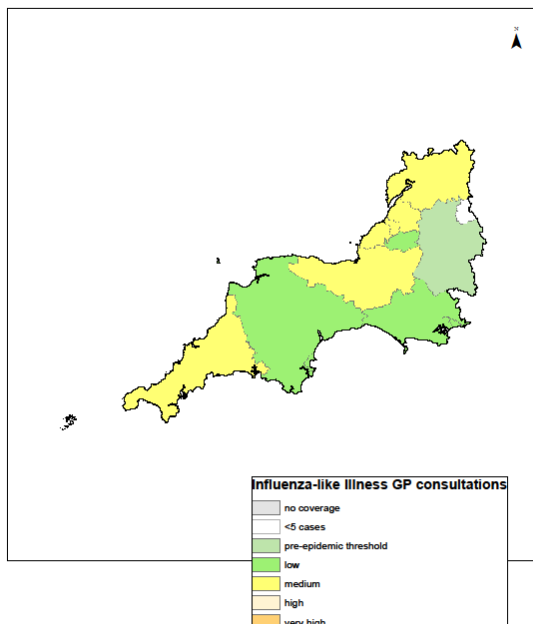 N
Influenza-like Illness GP consultations
no coverage
<5 cases
pre-epidemic threshold
low
medium
high
very high